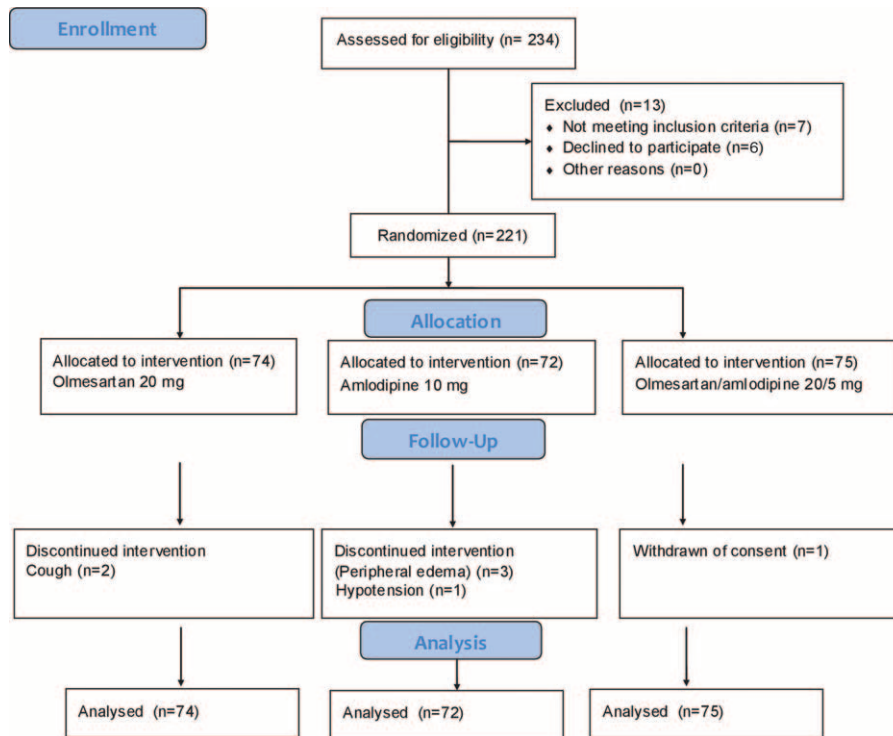 Enrollment
Assessed for eligibility (n= 234)
Excluded (n=13)
♦ Not meeting inclusion criteria (n=7)
♦ Declined to participate (n=6)
♦ Other reasons (n=0)
Randomized (n=221)
Allocation
Allocated to intervention (n=74)
Olmesartan 20 mg
Allocated to intervention (n=72)
Amlodipine 10 mg
Allocated to intervention (n=75)
Olmesartan/amlodipine 20/5 mg
Follow-Up
Discontinued intervention
Cough (n=2)
Discontinued intervention
(Peripheral edema) (n=3)
Hypotension (n=1)
Withdrawn of consent (n=1)
Analysis
Analysed (n=74)
Analysed (n=72)
Analysed (n=75)